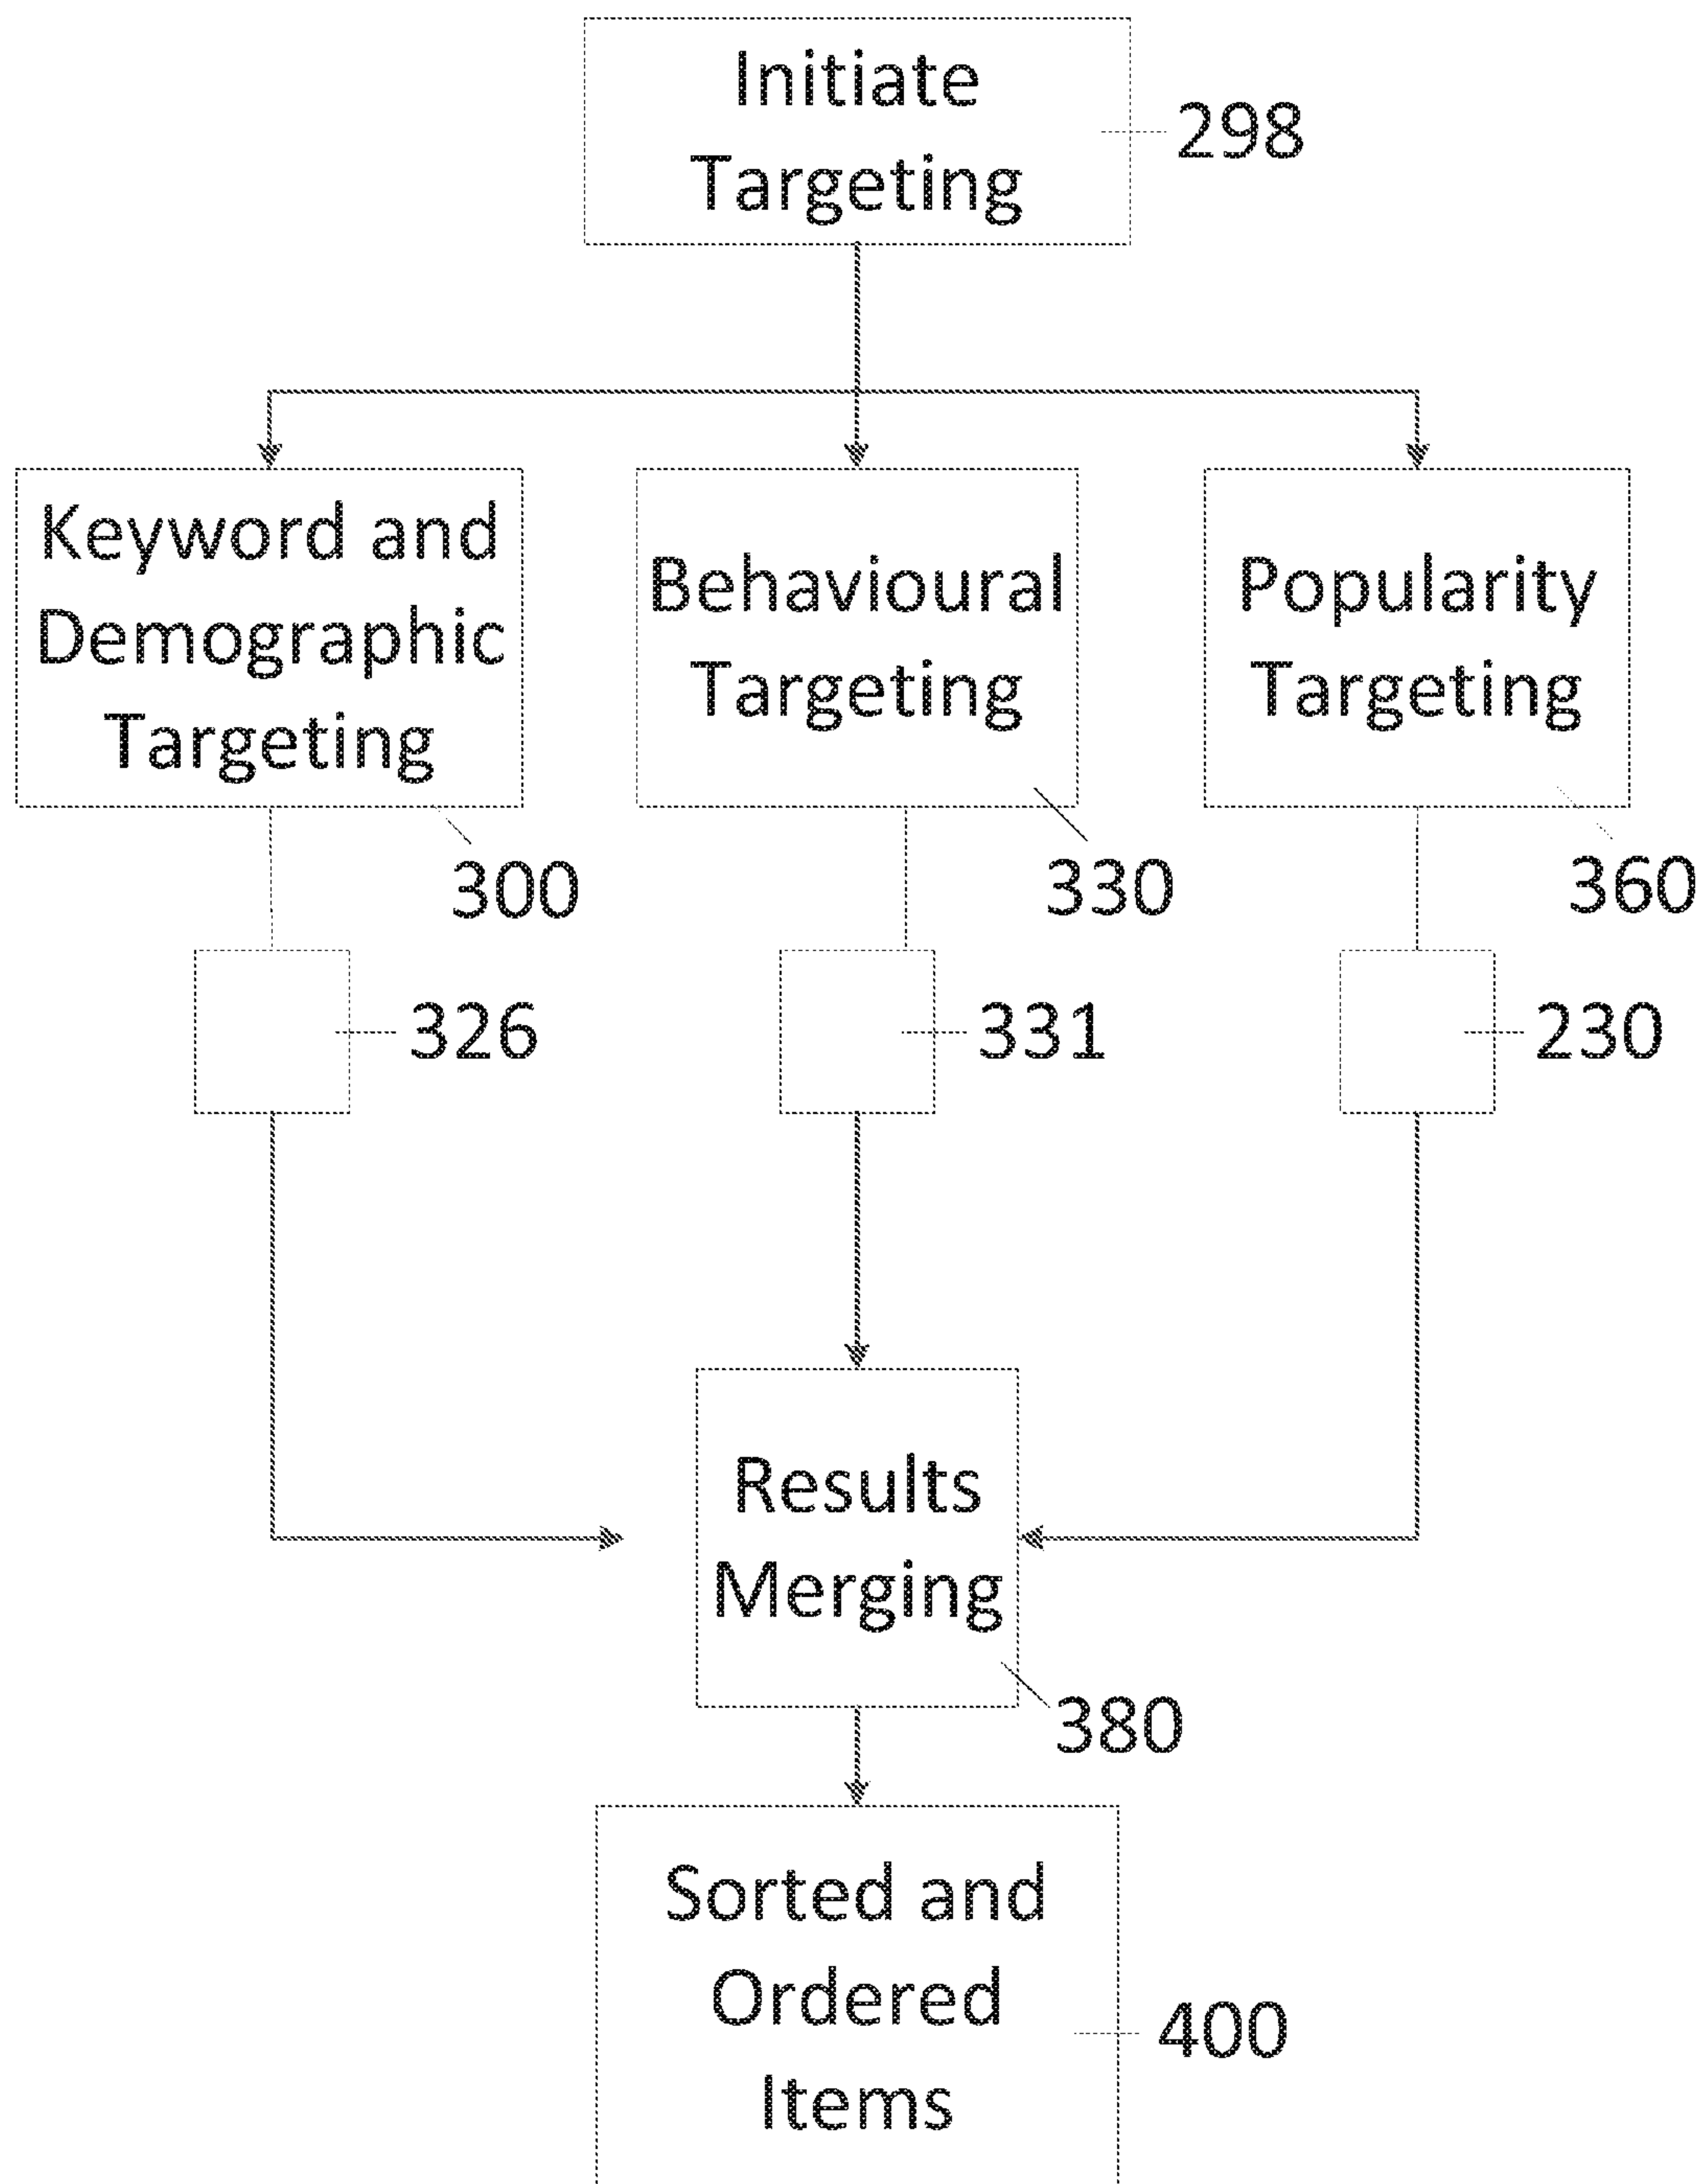 Initiate
Targeting
298
Keyword and
Demographic
Targeting
300
Behavioural
Targeting
330
Popularity
Targeting
360
326
331
230
Results
Merging
380
Sorted and
Ordered
Items
400